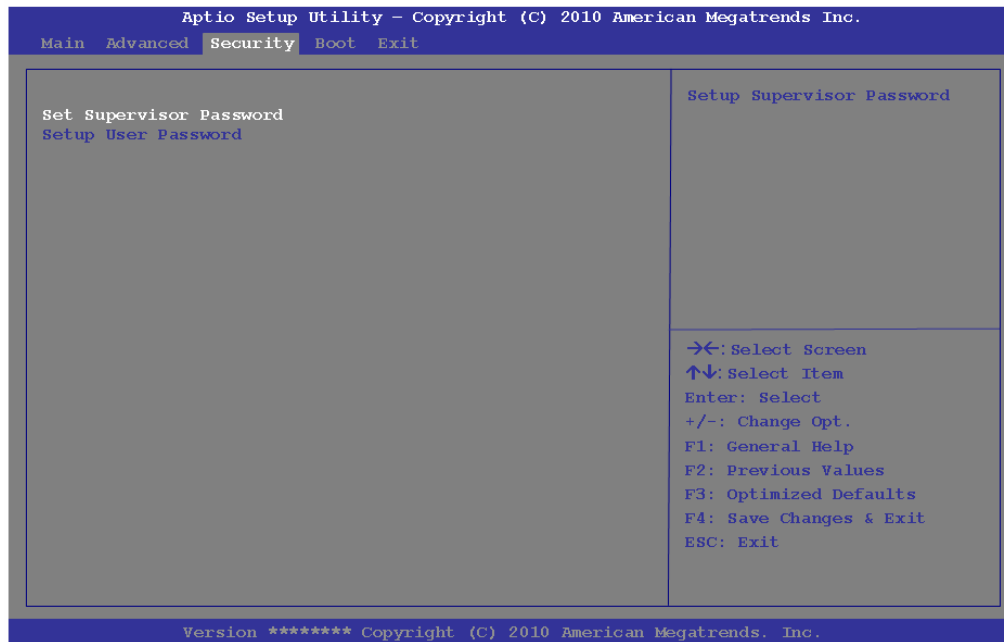 Aptio Setup Utility – Copyright (C) 2010 American Megatrends Inc.
Main Advanced Security Boot Exit
Set Supervisor Password
Setup User Password
Setup Supervisor Password
→←: Select Screen
↑↓: Select Item
Enter: Select
+/-: Change Opt.
F1: General Help
F2: Previous Values
F3: Optimized Defaults
F4: Save Changes & Exit
ESC: Exit
Version ******** Copyright (C) 2010 American Megatrends. Inc.